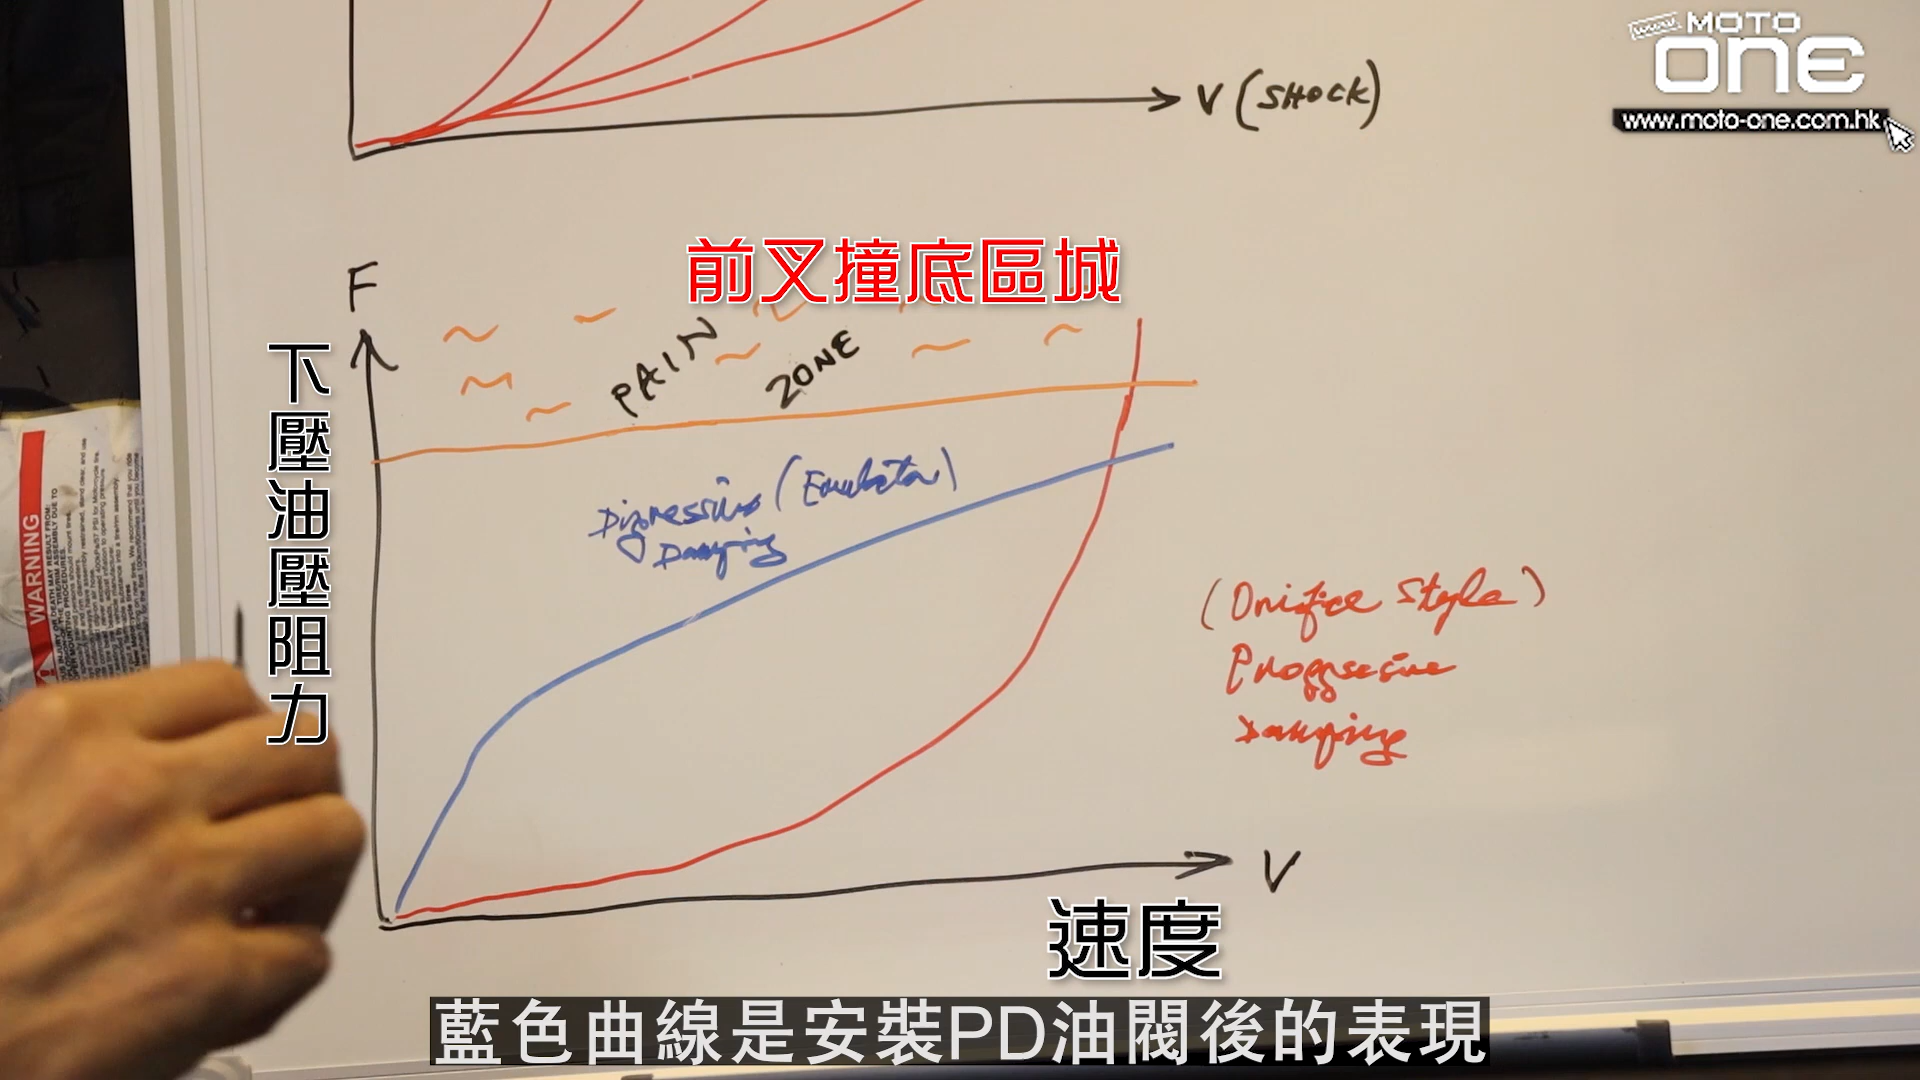 www.
MOTO
one
www.moto-one.com.hk
V (SHOCK)
前叉撞底區城
F
下壓油壓阻力
PAIN ZONE
Digressive (Emulator)
Damping
(Orifice Style)
Proggsesive
Damping
WARNING
V
速度
藍色曲線是安裝PD油閥後的表現